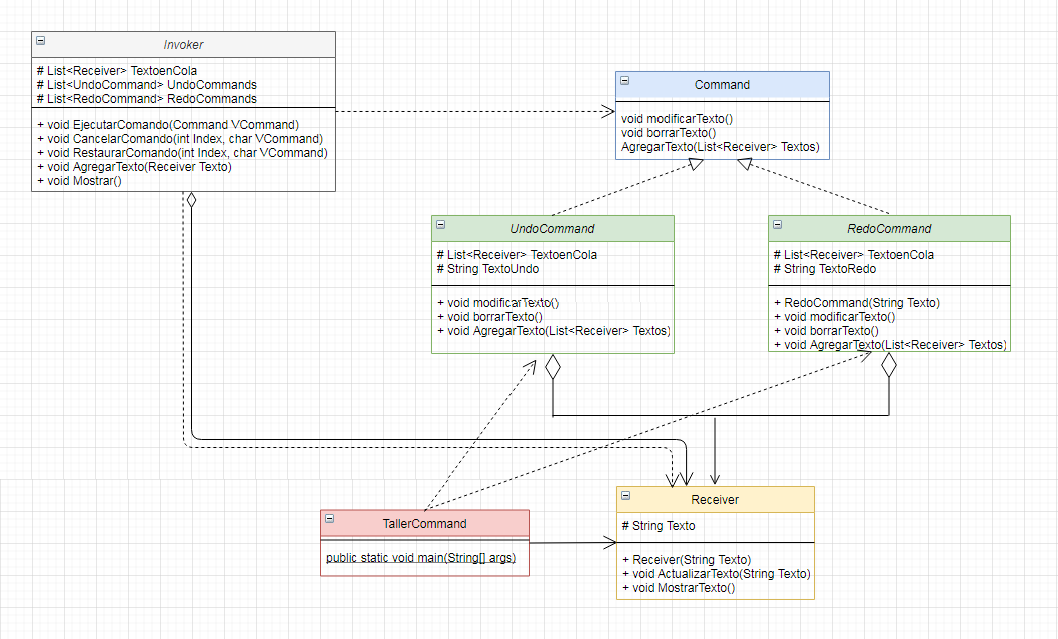 Invoker
# List<Receiver> TextoenCola
# List<UndoCommand> UndoCommands
# List<RedoCommand> RedoCommands
+ void EjecutarComando(Command \/Command)
+ void CancelarComando(int Index, char \/Command)
+ void RestaurarComando(int Index, char \/Command)
+ void AgregarTexto(Receiver Texto)
+ void Mostrar()
Command
void modificarTexto()
void borrarTexto()
AgregarTexto(List<Receiver> Textos)
UndoCommand
# List<Receiver> TextoenCola
# String TextoUndo
+ void modificarTexto()
+ void borrarTexto()
+ void AgregarTexto(List<Receiver> Textos)
RedoCommand
# List<Receiver> TextoenCola
# String TextoRedo
+ RedoCommand(String Texto)
+ void modificarTexto()
+ void borrarTexto()
+ void AgregarTexto(List<Receiver> Textos)
TallerCommand
public static void main(String[] args)
Receiver
# String Texto
+ Receiver(String Texto)
+ void ActualizarTexto(String Texto)
+ void MostrarTexto()